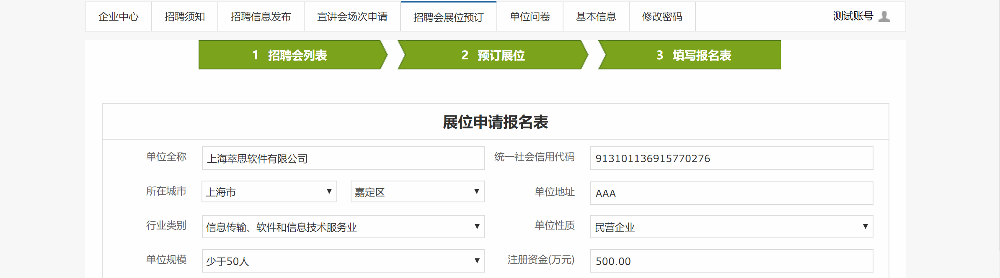 企业中心 招聘须知 招聘信息发布 宣讲会场次申请 招聘会展位预订 单位问卷 基本信息 修改密码 测试账号
1 招聘会列表 2 预订展位 3 填写报名表
展位申请报名表
单位全称 上海萃思软件有限公司 统一社会信用代码 913101136915770276
所在城市 上海市 嘉定区 单位地址 AAA
行业类别 信息传输、软件和信息技术服务业 单位性质 民营企业
单位规模 少于50人 注册资金(万元) 500.00